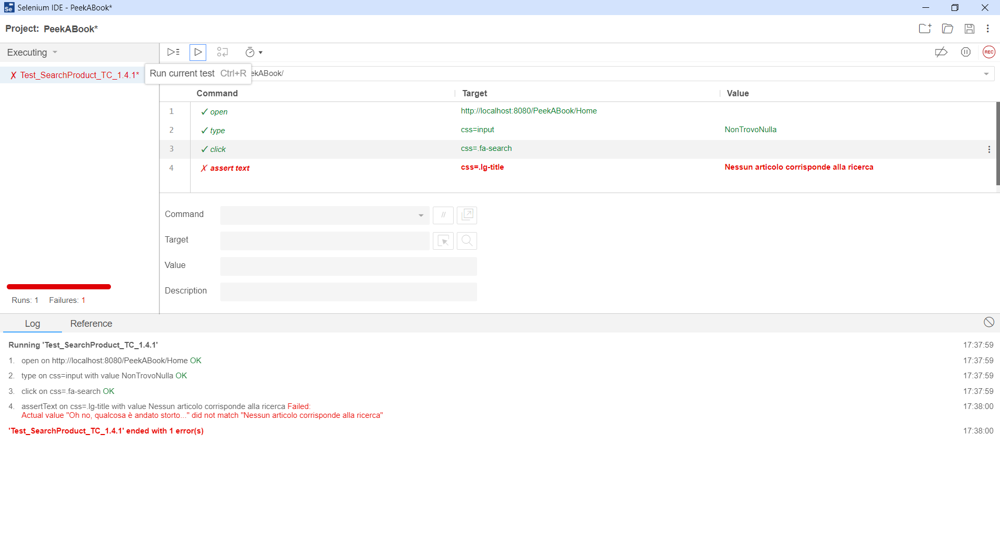 Selenium IDE - PeekABook*
Project: PeekABook*
Executing
Test_SearchProduct_TC_1.4.1*
Run current test Ctrl+R
ekABook/
REC
Command Target Value
1 open http://localhost:8080/PeekABook/Home
2 type css=input NonTrovoNulla
3 click css=.fa-search
4 assert text css=.lg-title Nessun articolo corrisponde alla ricerca
Command //
Target
Value
Description
Runs: 1 Failures: 1
Log Reference
Running 'Test_SearchProduct_TC_1.4.1' 17:37:59
1. open on http://localhost:8080/PeekABook/Home OK 17:37:59
2. type on css=input with value NonTrovoNulla OK 17:37:59
3. click on css=.fa-search OK 17:37:59
4. assertText on css=.lg-title with value Nessun articolo corrisponde alla ricerca Failed: 17:38:00
Actual value "Oh no, qualcosa è andato storto..." did not match "Nessun articolo corrisponde alla ricerca"
'Test_SearchProduct_TC_1.4.1' ended with 1 error(s) 17:38:00